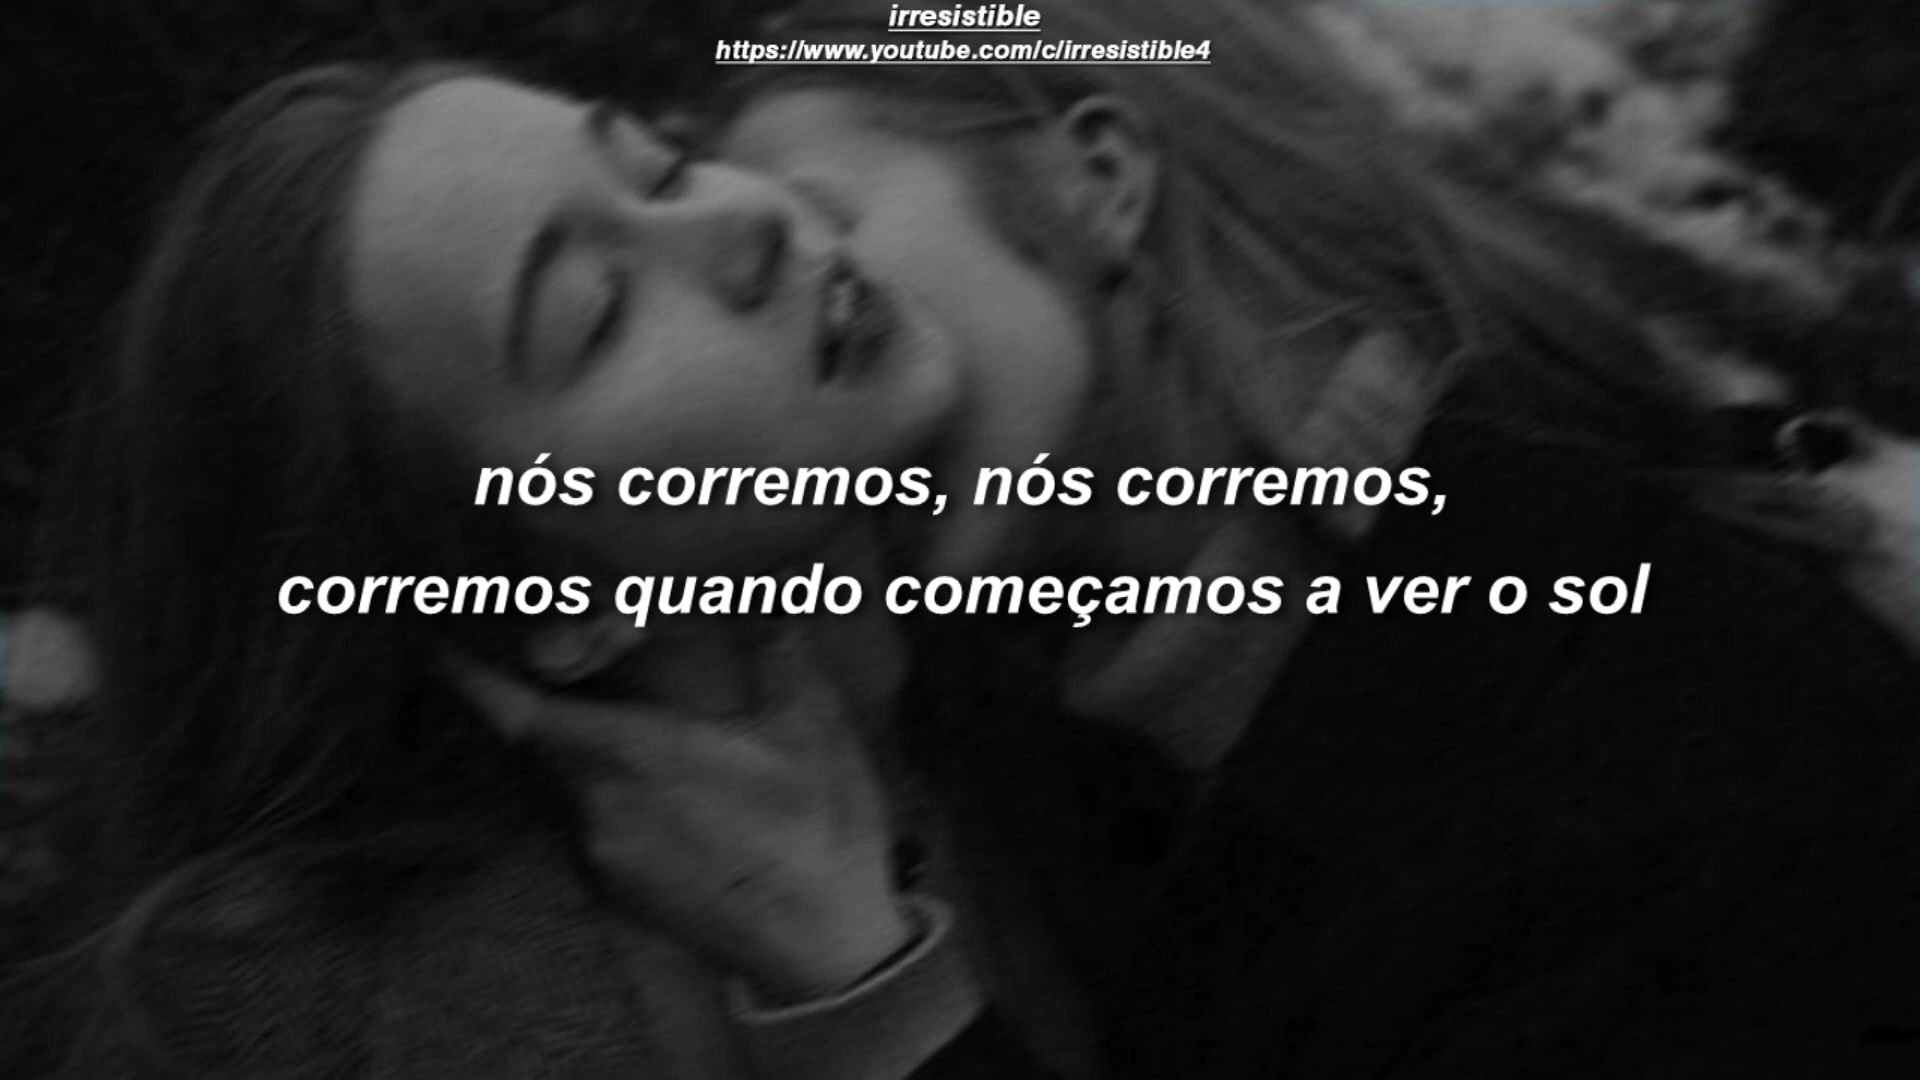 irresistible
https://www.youtube.com/c/irresistible4
nós corremos, nós corremos,
corremos quando começamos a ver o sol